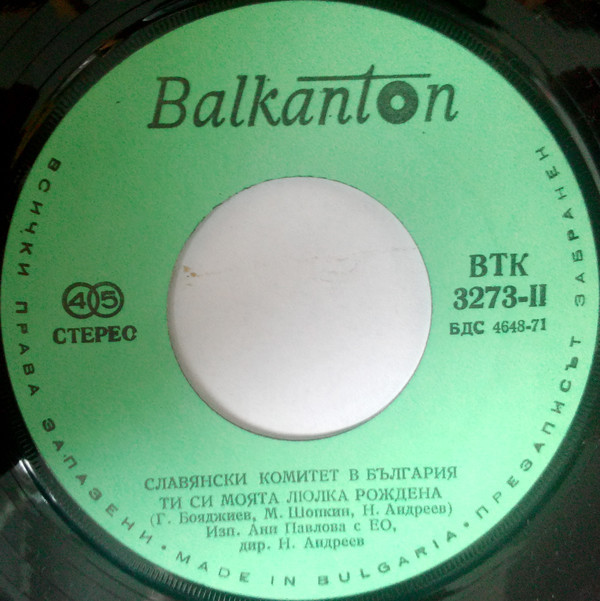 Balkanton
ВТК
3273-II
БДС 4648-71
45
СТЕРЕО
СЛАВЯНСКИ КОМИТЕТ В БЪЛГАРИЯ
ТИ СИ МОЯТА ЛЮЛКА РОЖДЕНА
(Г. Бояджиев, М. Шопкин, Н. Андреев)
Изп. Ани Павлова с ЕО,
дир. Н. Андреев
ВСИЧКИ ПРАВА ЗАПАЗЕНИ • MADE IN BULGARIA • ПРЕЗАПИСЪТ ЗАБРАНЕН